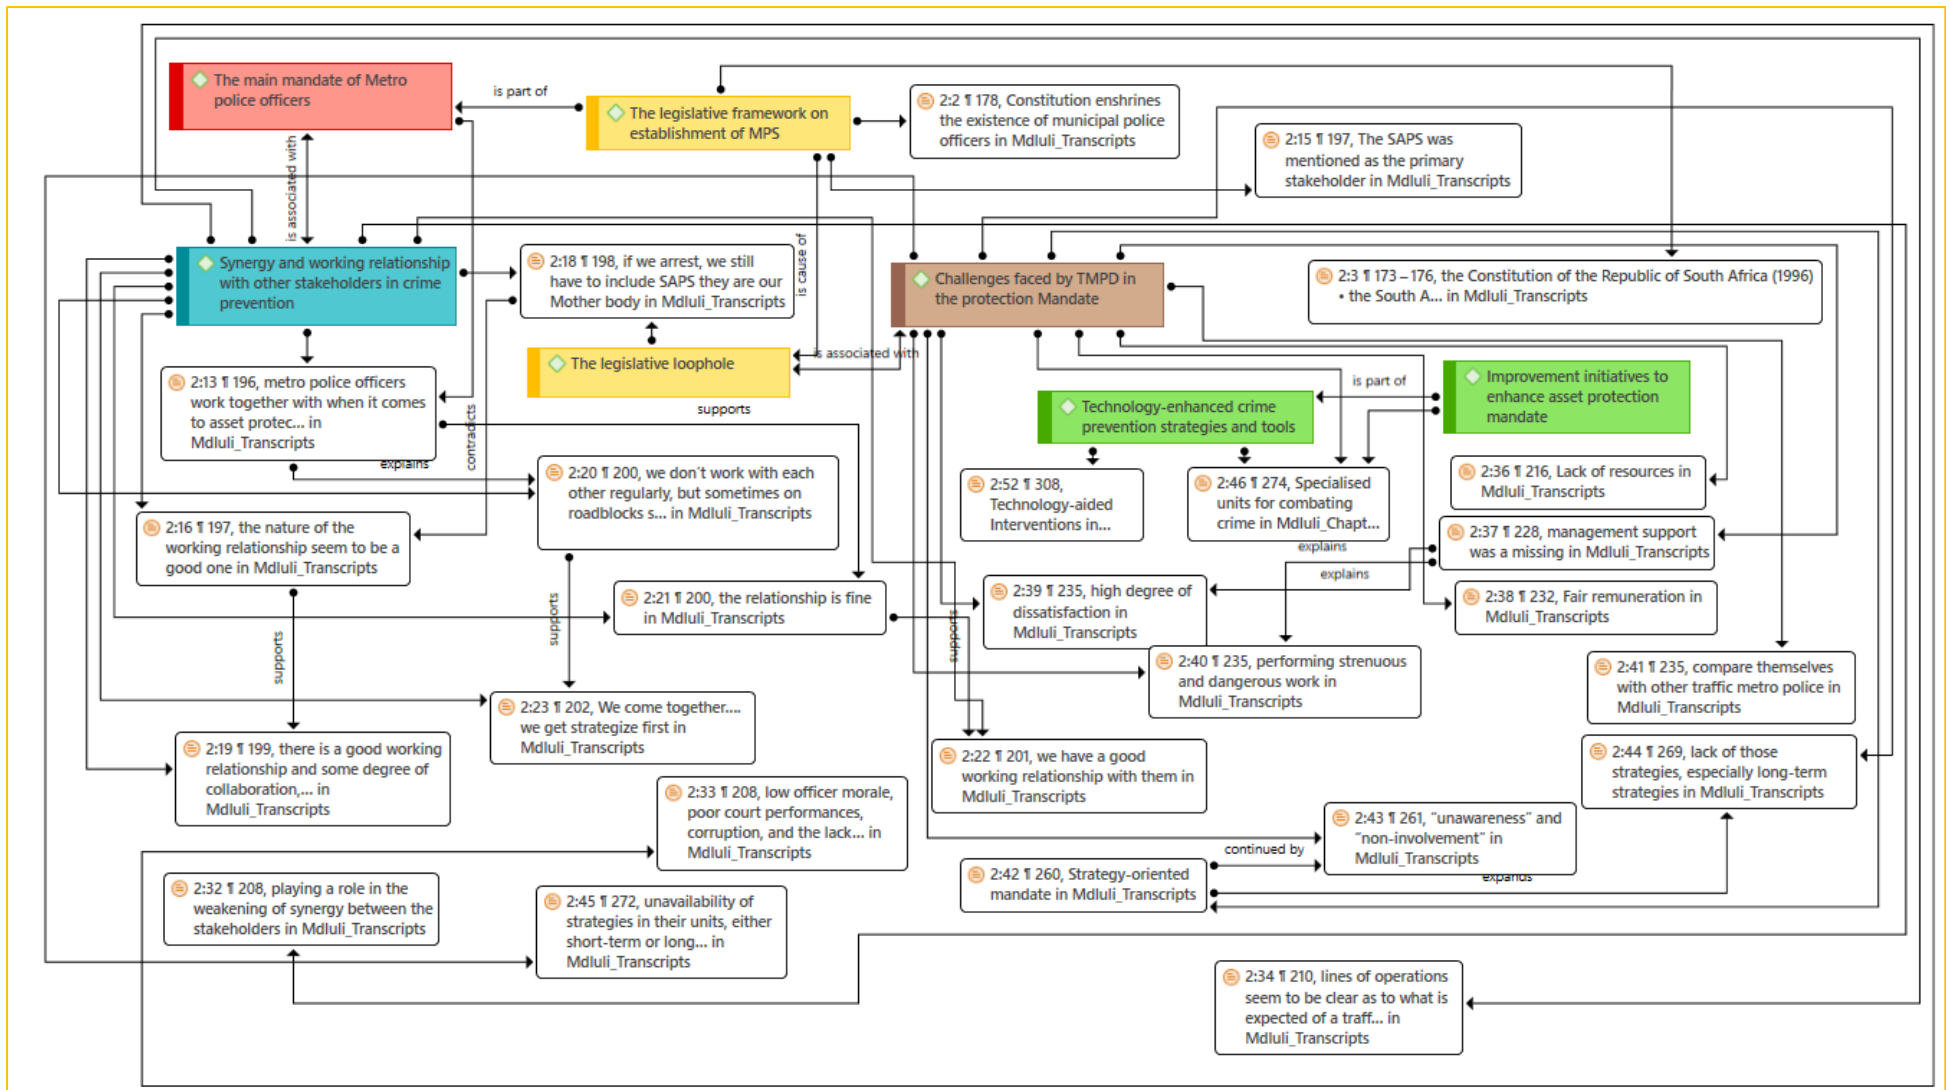 The main mandate of Metro
police officers
is part of
The legislative framework on
establishment of MPS
2:2 ¶ 178, Constitution enshrines
the existence of municipal police
officers in Mdluli_Transcripts
2:15 ¶ 197, The SAPS was
mentioned as the primary
stakeholder in Mdluli_Transcripts
is associated with
Synergy and working relationship
with other stakeholders in crime
prevention
2:18 ¶ 198, if we arrest, we still
have to include SAPS they are our
Mother body in Mdluli_Transcripts
is cause of
Challenges faced by TMPD in
the protection Mandate
2:3 ¶ 173 – 176, the Constitution of the Republic of South Africa (1996)
• the South A... in Mdluli_Transcripts
The legislative loophole
is associated with
supports
2:13 ¶ 196, metro police officers
work together with when it comes
to asset protec... in
Mdluli_Transcripts
explains
contradicts
is part of
Improvement initiatives to
enhance asset protection
mandate
Technology-enhanced crime
prevention strategies and tools
2:20 ¶ 200, we don´t work with each
other regularly, but sometimes on
roadblocks s... in Mdluli_Transcripts
2:52 ¶ 308,
Technology-aided
Interventions in...
2:46 ¶ 274, Specialised
units for combating
crime in Mdluli_Chapt...
2:36 ¶ 216, Lack of resources in
Mdluli_Transcripts
2:16 ¶ 197, the nature of the
working relationship seem to be a
good one in Mdluli_Transcripts
2:37 ¶ 228, management support
was a missing in Mdluli_Transcripts
explains
explains
2:21 ¶ 200, the relationship is fine
in Mdluli_Transcripts
2:39 ¶ 235, high degree of
dissatisfaction in
Mdluli_Transcripts
2:38 ¶ 232, Fair remuneration in
Mdluli_Transcripts
supports
supports
supports
2:40 ¶ 235, performing strenuous
and dangerous work in
Mdluli_Transcripts
2:41 ¶ 235, compare themselves
with other traffic metro police in
Mdluli_Transcripts
2:23 ¶ 202, We come together....
we get strategize first in
Mdluli_Transcripts
2:19 ¶ 199, there is a good working
relationship and some degree of
collaboration,... in
Mdluli_Transcripts
2:22 ¶ 201, we have a good
working relationship with them in
Mdluli_Transcripts
2:44 ¶ 269, lack of those
strategies, especially long-term
strategies in Mdluli_Transcripts
2:33 ¶ 208, low officer morale,
poor court performances,
corruption, and the lack... in
Mdluli_Transcripts
2:43 ¶ 261, “unawareness” and
“non-involvement” in
Mdluli_Transcripts
continued by
expands
2:42 ¶ 260, Strategy-oriented
mandate in Mdluli_Transcripts
2:32 ¶ 208, playing a role in the
weakening of synergy between the
stakeholders in Mdluli_Transcripts
2:45 ¶ 272, unavailability of
strategies in their units, either
short-term or long... in
Mdluli_Transcripts
2:34 ¶ 210, lines of operations
seem to be clear as to what is
expected of a traff... in
Mdluli_Transcripts